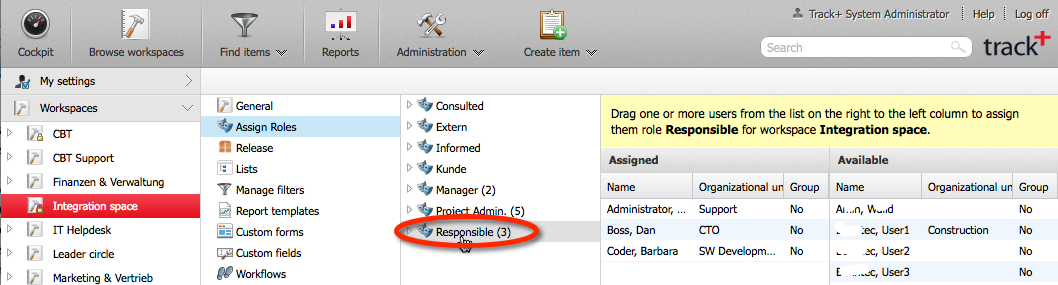 Track+ System Administrator Help Log off
Cockpit Browse workspaces Find items Reports Administration Create item
Search track+
My settings
Workspaces
CBT
CBT Support
Finanzen & Verwaltung
Integration space
IT Helpdesk
Leader circle
Marketing & Vertrieb
General
Assign Roles
Release
Lists
Manage filters
Report templates
Custom forms
Custom fields
Workflows
Consulted
Extern
Informed
Kunde
Manager (2)
Project Admin. (5)
Responsible (3)
Drag one or more users from the list on the right to the left column to assign
them role Responsible for workspace Integration space.
Assigned Available
Name Organizational un Group Name Organizational un Group
Administrator, ... Support No No
Boss, Dan CTO No tec, User1 Construction No
Coder, Barbara SW Developm... No tec, User2 No
tec, User3 No